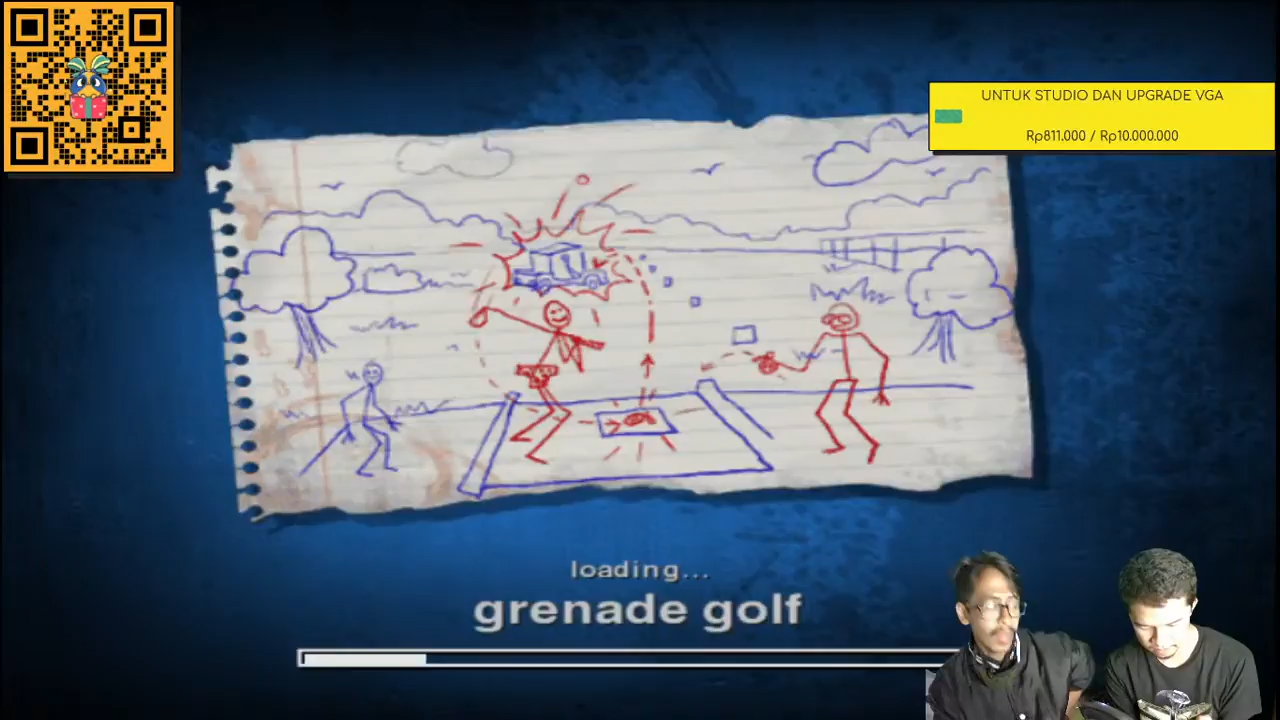 UNTUK STUDIO DAN UPGRADE VGA
Rp811.000 / Rp10.000.000
loading...
grenade golf